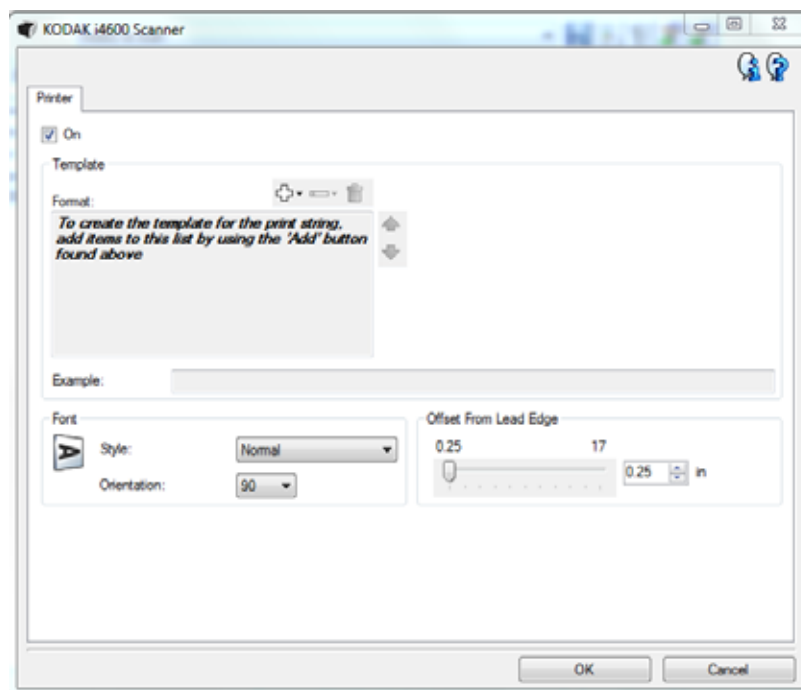 KODAK i4600 Scanner
Printer
On
Template
Format:
To create the template for the print string,
add items to this list by using the 'Add' button
found above
Example:
Font
Offset From Lead Edge
A
Style:
Normal
0.25
17
0.25
in
Orientation:
90
OK
Cancel